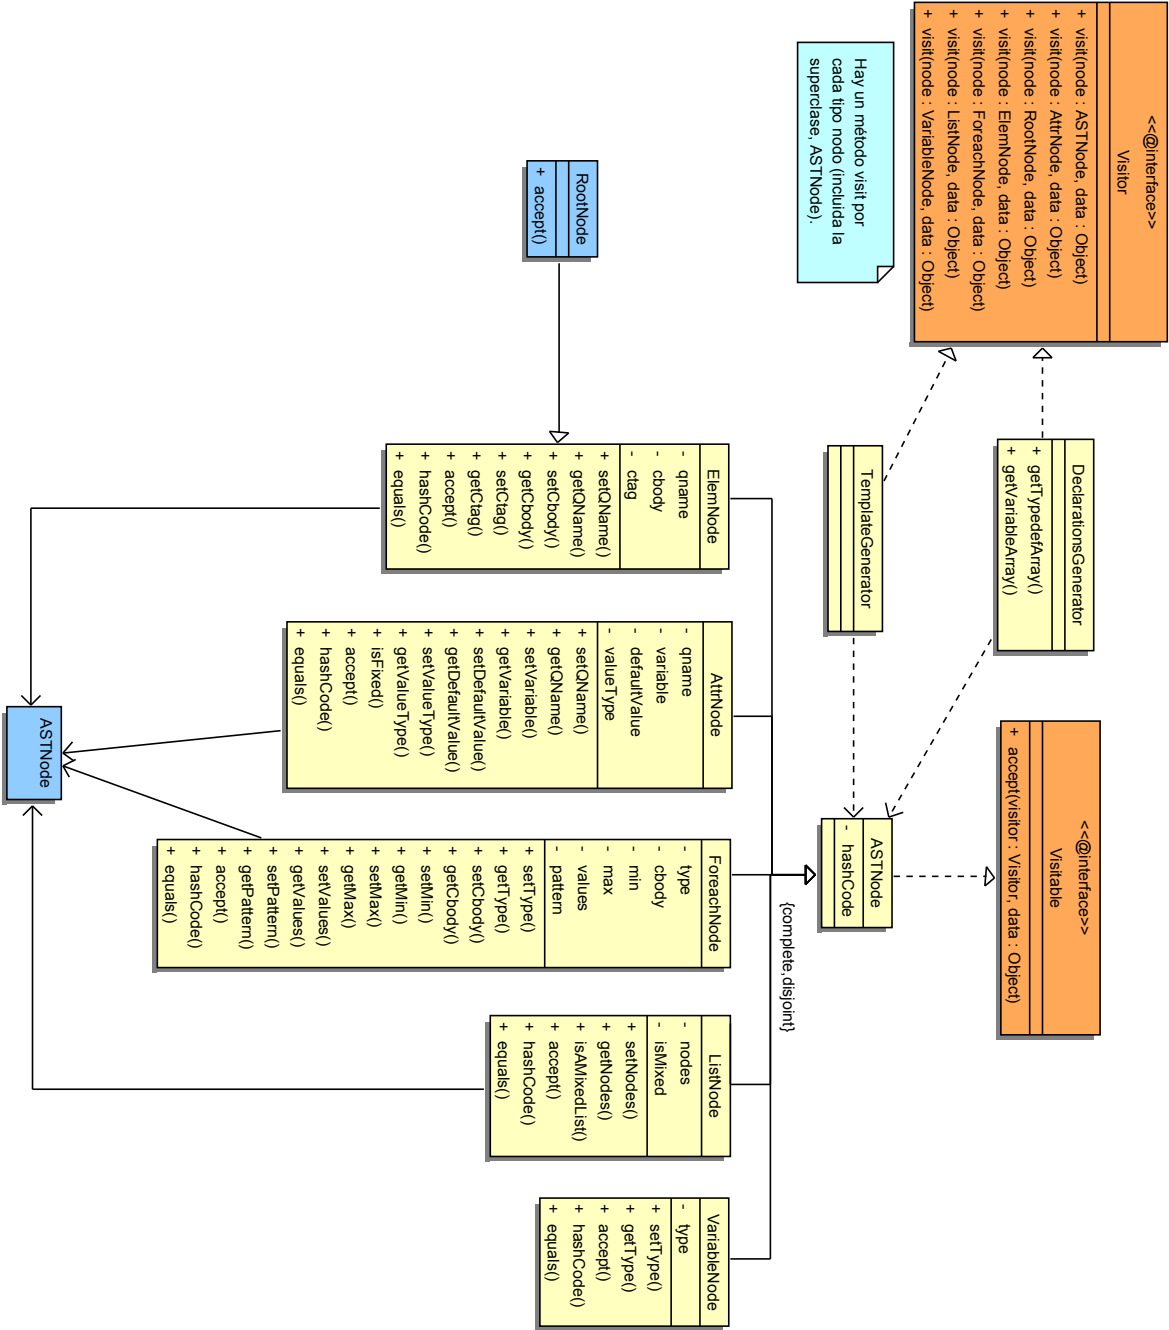 <<@interface>>
Visitor
+ visit(node : ASTNode, data : Object)
+ visit(node : AttrNode, data : Object)
+ visit(node : RootNode, data : Object)
+ visit(node : ElemNode, data : Object)
+ visit(node : ForeachNode, data : Object)
+ visit(node : ListNode, data : Object)
+ visit(node : VariableNode, data : Object)
Hay un método visit por
cada tipo nodo (incluida la
superclase, ASTNode).
DeclarationsGenerator
+ getTypedefArray()
+ getVariableArray()
TemplateGenerator
<<@interface>>
Visitable
+ accept(visitor : Visitor, data : Object)
ASTNode
- hashCode
{complete,disjoint}
RootNode
+ accept()
ElemNode
- qname
- cbody
- ctag
+ setQName()
+ getQName()
+ setCbody()
+ getCbody()
+ setCtag()
+ getCtag()
+ accept()
+ hashCode()
+ equals()
AttrNode
- qname
- variable
- defaultValue
- valueType
+ setQName()
+ getQName()
+ setVariable()
+ getVariable()
+ setDefaultValue()
+ getDefaultValue()
+ setValueType()
+ getValueType()
+ isFixed()
+ accept()
+ hashCode()
+ equals()
ForeachNode
- type
- cbody
- min
- max
- values
- pattern
+ setType()
+ getType()
+ setCbody()
+ getCbody()
+ setMin()
+ getMin()
+ setMax()
+ getMax()
+ setValues()
+ getValues()
+ setPattern()
+ getPattern()
+ accept()
+ hashCode()
+ equals()
ListNode
- nodes
- isMixed
+ setNodes()
+ getNodes()
+ isAMixedList()
+ accept()
+ hashCode()
+ equals()
VariableNode
- type
+ setType()
+ getType()
+ accept()
+ hashCode()
+ equals()
ASTNode